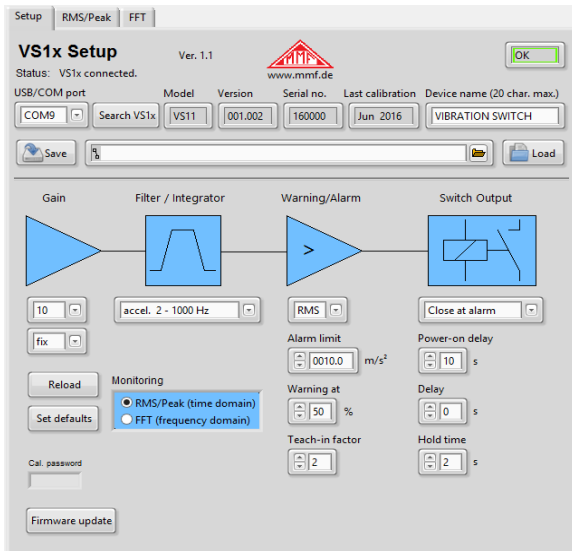 Setup RMS/Peak FFT
VS1x Setup Ver. 1.1 MMF OK
Status: VS1x connected. www.mmf.de
USB/COM port Model Version Serial no. Last calibration Device name (20 char. max.)
COM9 Search VS1x VS11 001.002 160000 Jun 2016 VIBRATION SWITCH
Save Load
Gain Filter / Integrator Warning/Alarm Switch Output
>
10 accel. 2 - 1000 Hz RMS Close at alarm
fix
Alarm limit Power-on delay
0010.0 m/s² 10 s
Reload Monitoring
Warning at Delay
RMS/Peak (time domain)
Set defaults FFT (frequency domain) 50 % 0 s
Teach-in factor Hold time
Cal. password 2 2 s
Firmware update